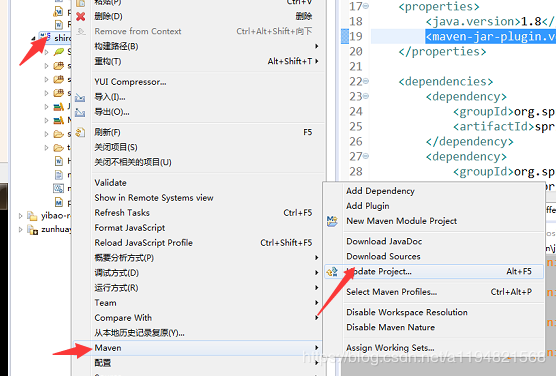 粘贴(P) Ctrl+V
删除(D) 删除
Remove from Context Ctrl+Alt+Shift+向下
构建路径(B)
重构(T) Alt+Shift+T
YUI Compressor...
导入(I)...
导出(O)...
刷新(F) F5
关闭项目(S)
关闭不相关的项目(U)
Validate
Show in Remote Systems view
Refresh Tasks Ctrl+F5
Format JavaScript
Reload JavaScript Profile Ctrl+Shift+F5
概要分析方式(P)
调试方式(D)
运行方式(R)
Team
Compare With
从本地历史记录复原(Y)...
Maven
配置
shiro
yibao-r
zunhuay
Add Dependency
Add Plugin
New Maven Module Project
Download JavaDoc
Download Sources
Update Project... Alt+F5
Select Maven Profiles... Ctrl+Alt+P
Disable Workspace Resolution
Disable Maven Nature
Assign Working Sets...
17 <properties>
18 <java.version>1.8</
19 <maven-jar-plugin.v
20 </properties>
21
22 <dependencies>
23 <dependency>
24 <groupId>org.sp
25 <artifactId>spr
26 </dependency>
27 <dependency>
28 <groupId>org.sp